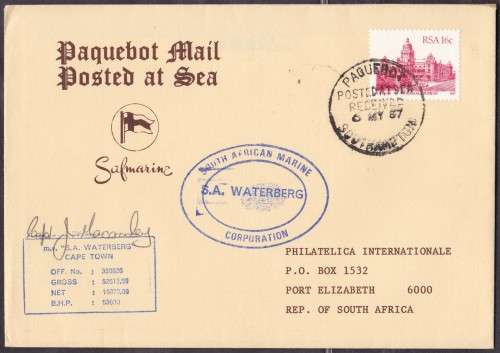 Paquebot Mail
Posted at Sea
Safmarine
RSA 16c
PAQUEBOT
POSTED AT SEA
RECEIVED
6 MY 87
SOUTHAMPTON
SOUTH AFRICAN MARINE
S.A. WATERBERG
CORPORATION
Capt
m.v. "S.A. WATERBERG"
CAPE TOWN
OFF. No. :
GROSS :
NET :
B.H.P. :
PHILATELICA INTERNATIONALE
P.O. BOX 1532
PORT ELIZABETH 6000
REP. OF SOUTH AFRICA